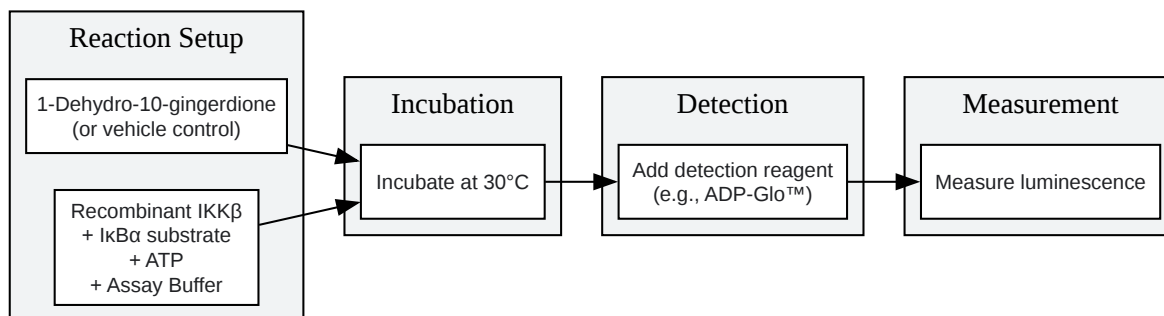 Reaction Setup
1-Dehydro-10-gingerdione
(or vehicle control)
Recombinant IKKβ
+ IκBα substrate
+ ATP
+ Assay Buffer
Incubation
Incubate at 30°C
Detection
Add detection reagent
(e.g., ADP-Glo™)
Measurement
Measure luminescence